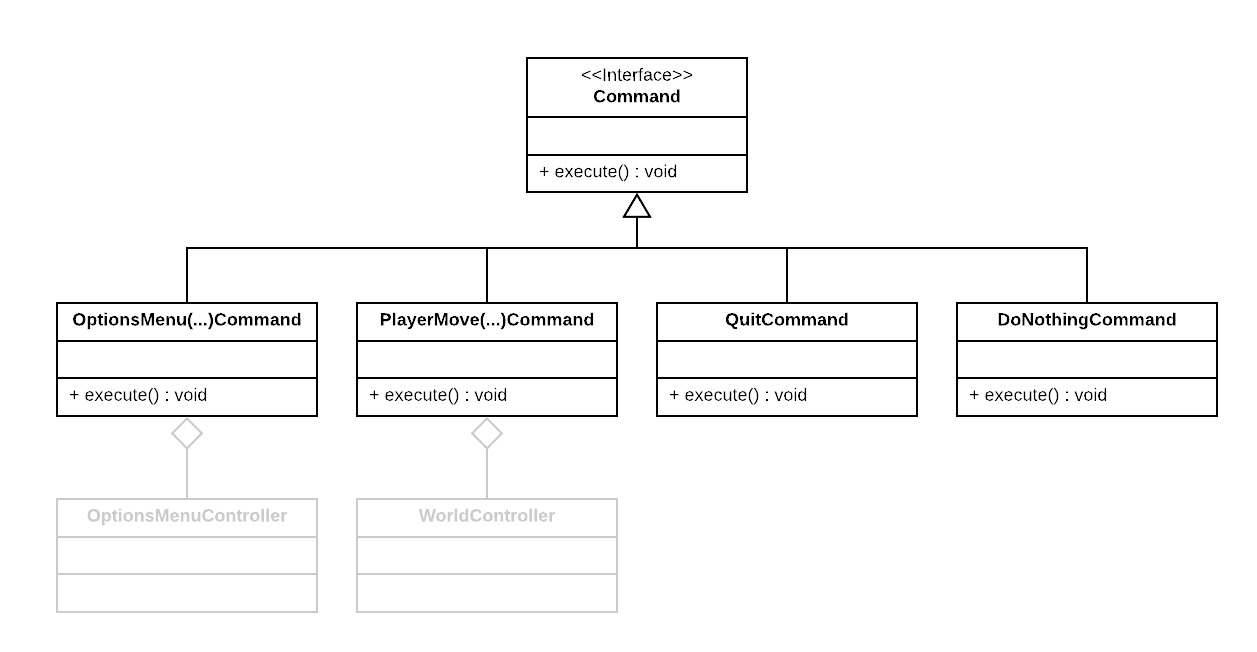 <<Interface>>
Command
+ execute() : void
OptionsMenu(...)Command
+ execute() : void
PlayerMove(...)Command
+ execute() : void
QuitCommand
+ execute() : void
DoNothingCommand
+ execute() : void
OptionsMenuController
WorldController